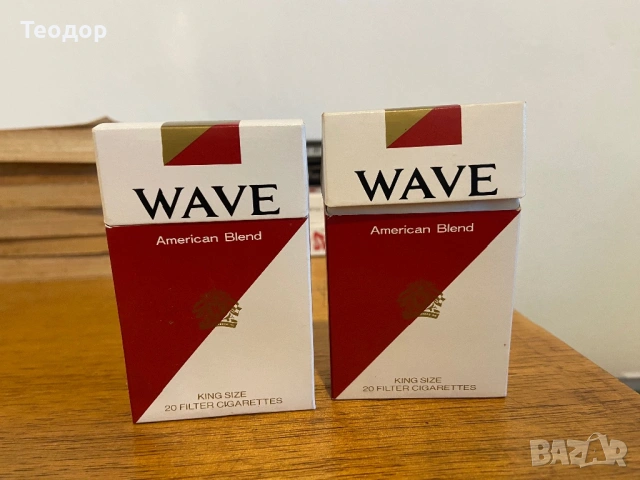 Теодор
WAVE
American Blend
KING SIZE
20 FILTER CIGARETTES
WAVE
American Blend
KING SIZE
20 FILTER CIGARETTES
BAZAR